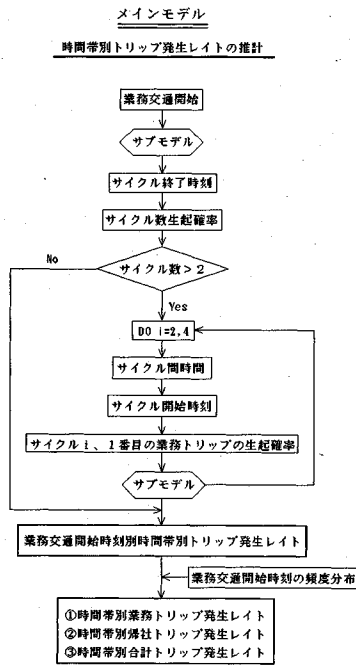 メインモデル
時間帯別トリップ発生レイトの推計
業務交通開始
サブモデル
サイクル終了時刻
サイクル数生起確率
No
サイクル数>2
Yes
DO i=2,4
サイクル間時間
サイクル開始時刻
サイクルi、1番目の業務トリップの生起確率
サブモデル
業務交通開始時刻別時間帯別トリップ発生レイト
業務交通開始時刻の頻度分布
①時間帯別業務トリップ発生レイト
②時間帯別帰社トリップ発生レイト
③時間帯別合計トリップ発生レイト